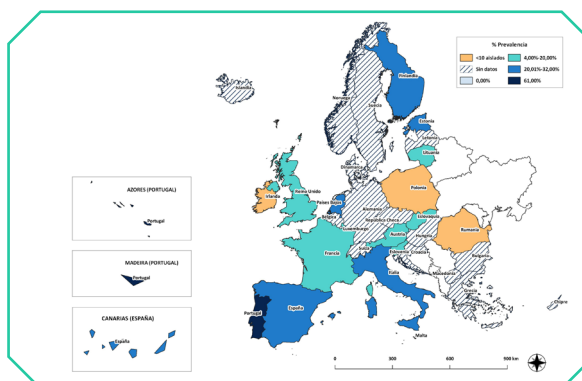 % Prevalencia
<10 aislados
4,00%-20,00%
Sin datos
20,01%-32,00%
0,00%
61,00%
Islandia
Noruega
Suecia
Finlandia
Estonia
Letonia
Lituania
Dinamarca
Irlanda
Reino Unido
Países Bajos
Bélgica
Alemania
Polonia
República Checa
Luxemburgo
Eslovaquia
Francia
Suiza
Austria
Hungría
Rumania
Eslovenia
Croacia
Italia
Bulgaria
Macedonia
Grecia
Chipre
Malta
Portugal
España
AZORES (PORTUGAL)
Portugal
MADEIRA (PORTUGAL)
Portugal
CANARIAS (ESPAÑA)
España
0 300 600 900 km